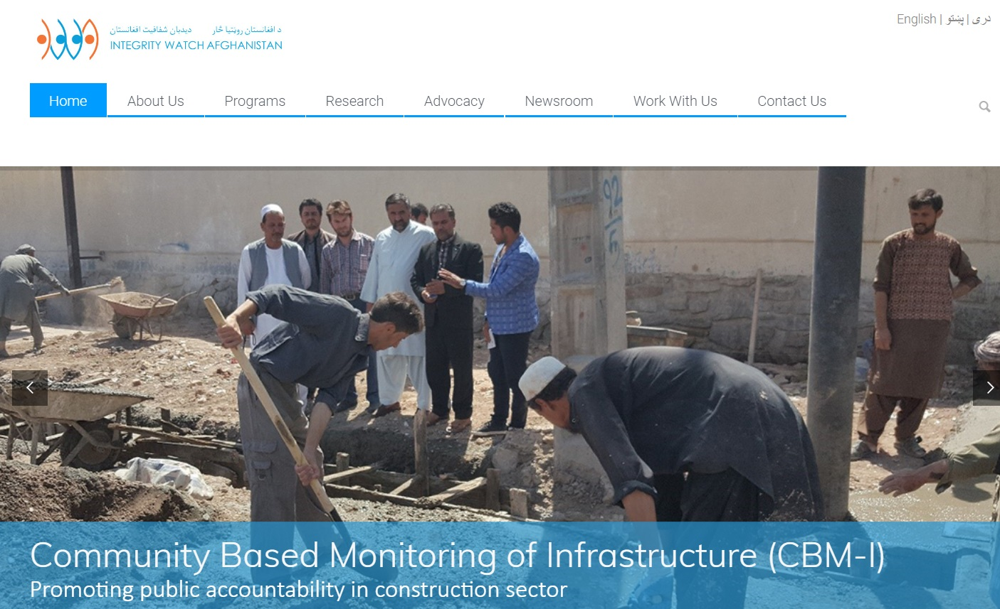 English | پښتو | دری
د افغانستان روڼتیا څار دیدبان شفافیت افغانستان
INTEGRITY WATCH AFGHANISTAN
Home About Us Programs Research Advocacy Newsroom Work With Us Contact Us
Community Based Monitoring of Infrastructure (CBM-I)
Promoting public accountability in construction sector